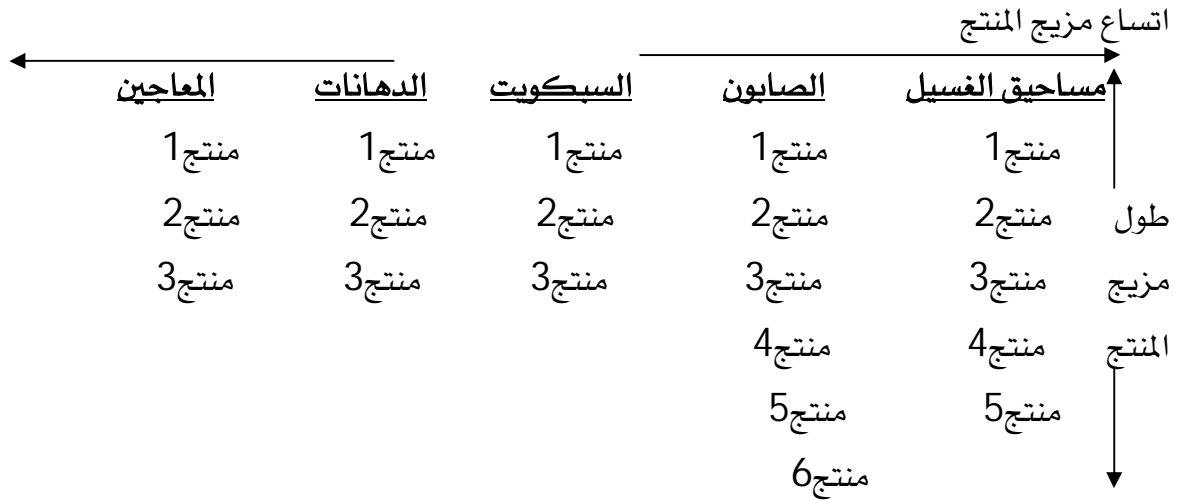 اتساع مزيج المنتج
مساحيق الغسيل الصابون السبكويت الدهانات المعاجين
منتج1 منتج1 منتج1 منتج1 منتج1
طول منتج2 منتج2 منتج2 منتج2 منتج2
مزيج منتج3 منتج3 منتج3 منتج3 منتج3
المنتج منتج4 منتج4
منتج5 منتج5
منتج6